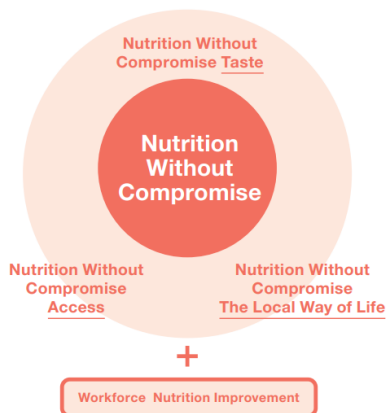 Nutrition Without
Compromise Taste
Nutrition
Without
Compromise
Nutrition Without
Compromise
Access
Nutrition Without
Compromise
The Local Way of Life
+
Workforce Nutrition Improvement